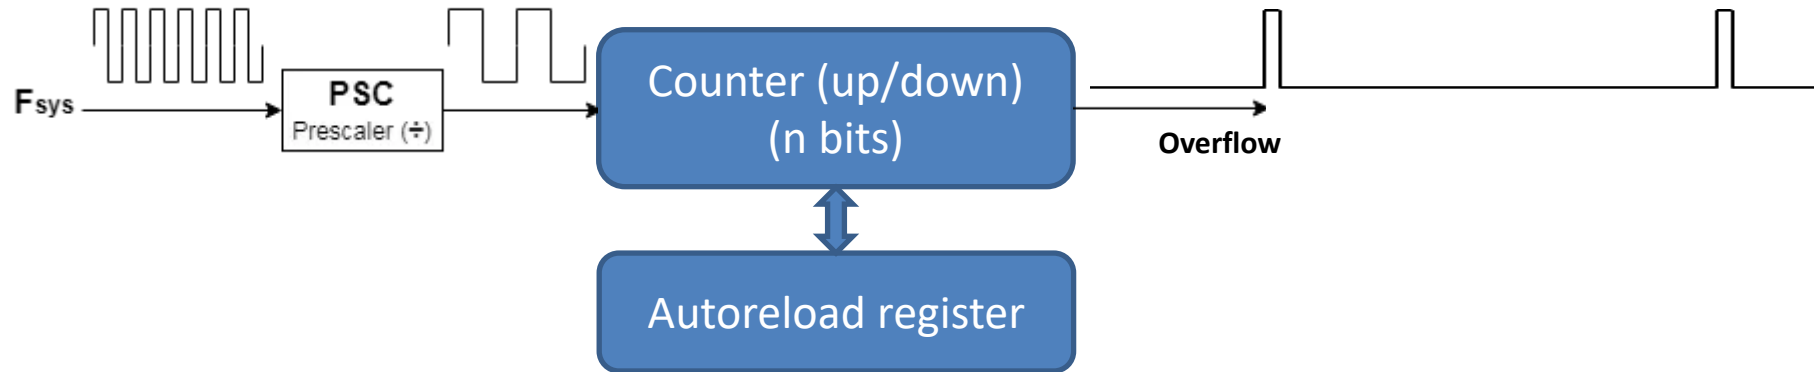 Fsys
PSC
Prescaler (÷)
Counter (up/down)
(n bits)
Overflow
Autoreload register